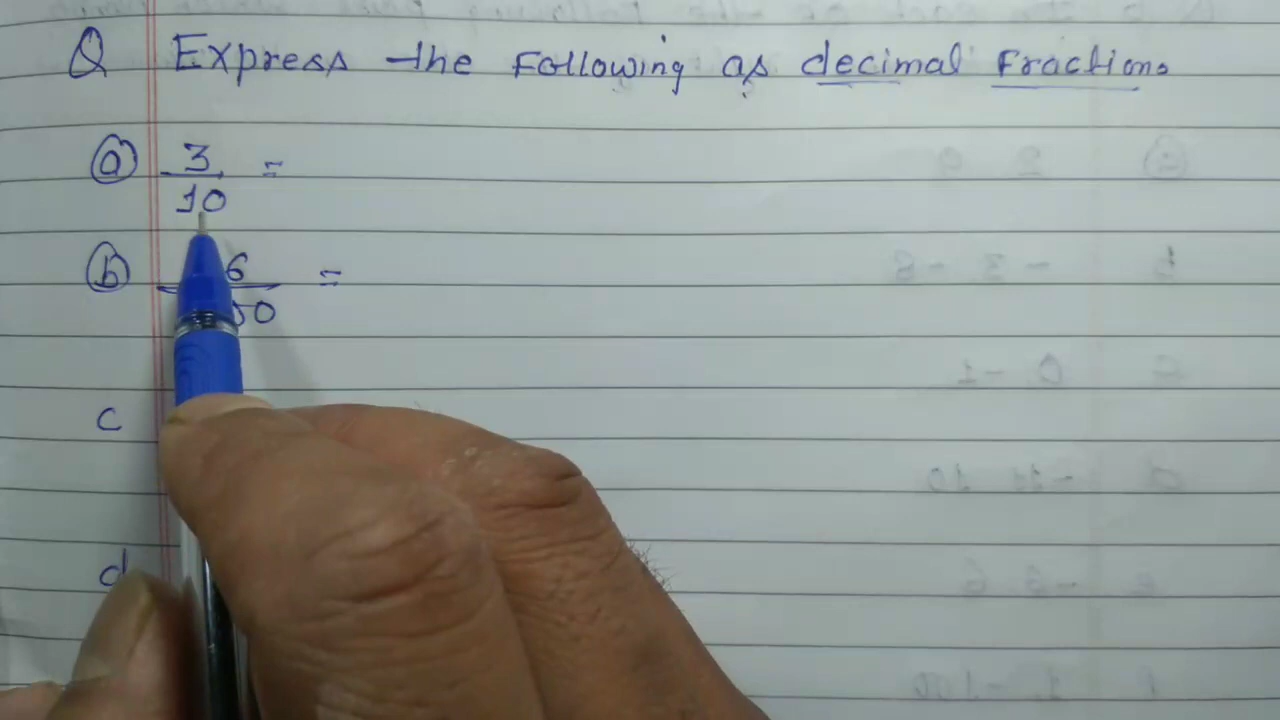 Q Express the following as decimal fractions
(a) 3/10 =
(b) 6 =
c
d